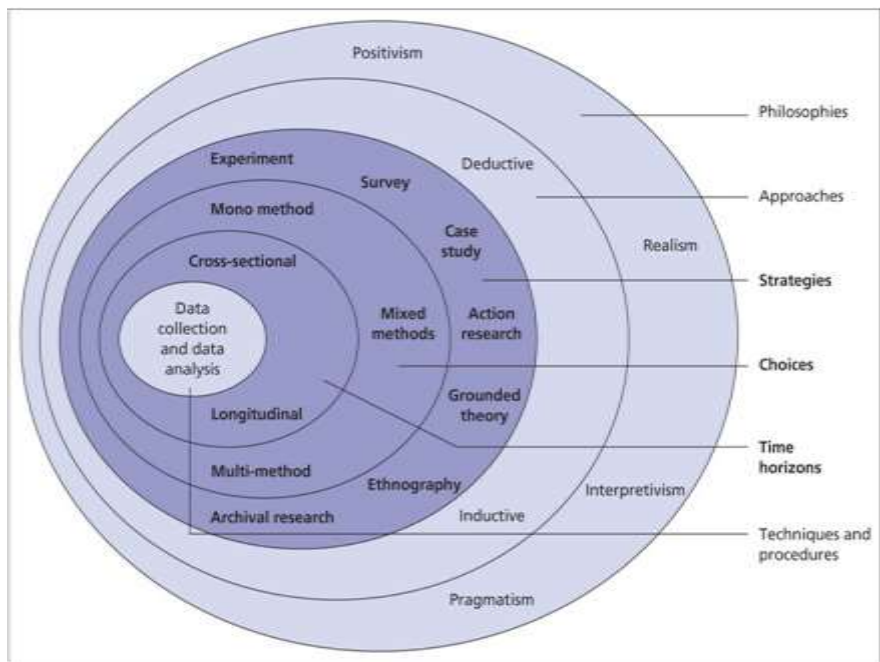 Positivism
Philosophies
Experiment
Deductive
Survey
Approaches
Mono method
Case
study
Realism
Cross-sectional
Strategies
Data
collection
and data
analysis
Mixed
methods
Action
research
Choices
Grounded
theory
Longitudinal
Time
horizons
Multi-method
Ethnography
Interpretivism
Archival research
Inductive
Techniques and
procedures
Pragmatism